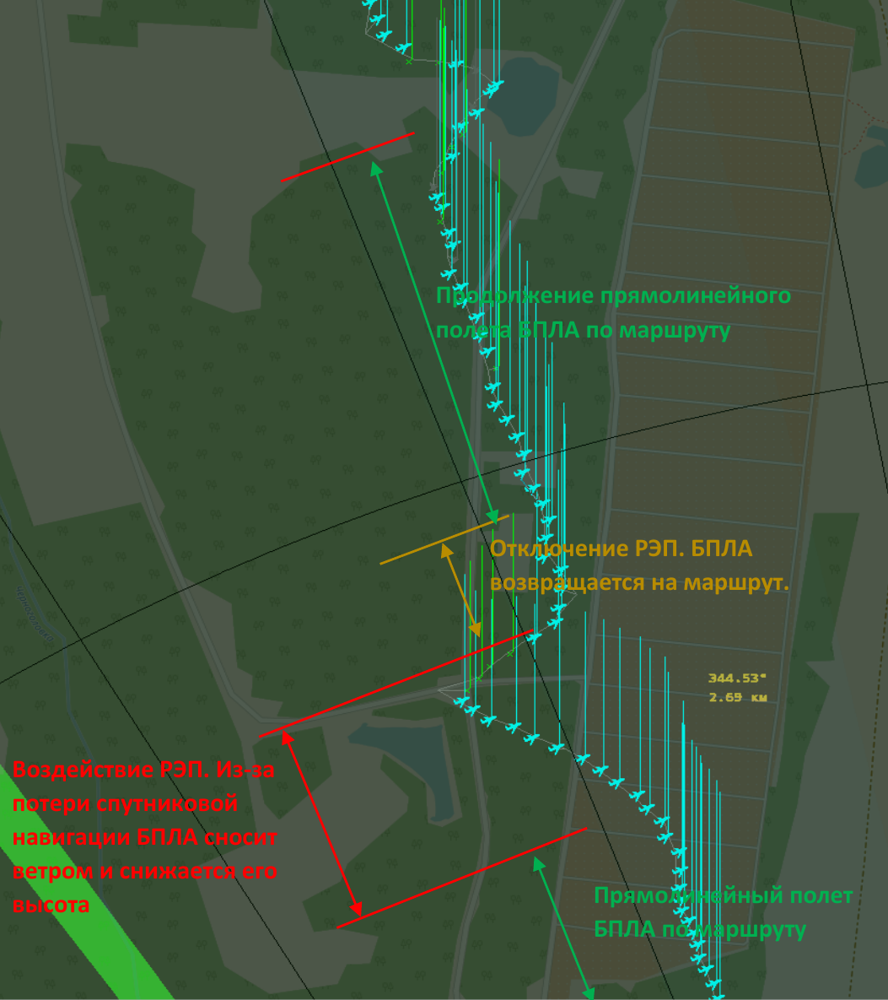 Продолжение прямолинейного
полета БПЛА по маршруту
Отключение РЭП. БПЛА
возвращается на маршрут.
Черноголовка
344.53°
2.69 км
Воздействие РЭП. Из-за
потери спутниковой
навигации БПЛА сносит
ветром и снижается его
высота
Прямолинейный полет
БПЛА по маршруту